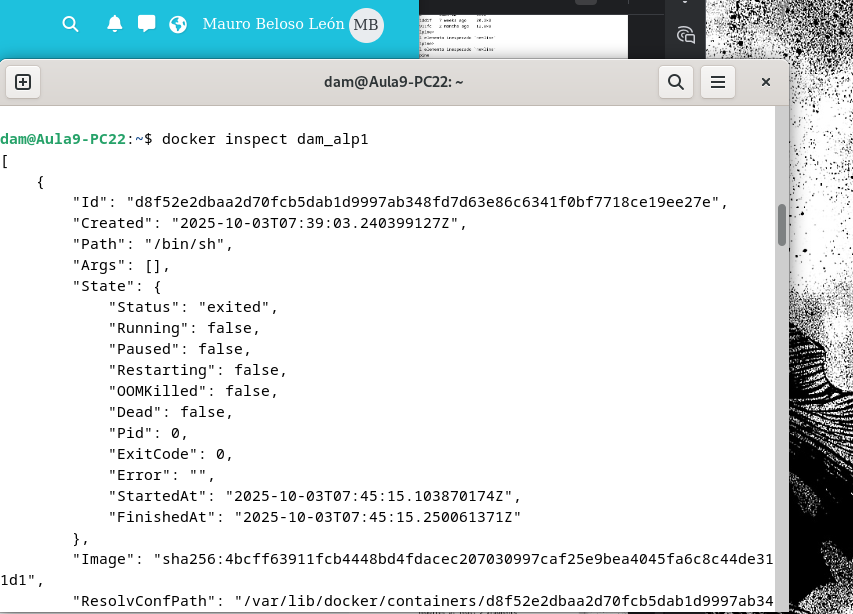 Mauro Beloso León MB
dam@Aula9-PC22: ~
dam@Aula9-PC22:~$ docker inspect dam_alp1
[
    {
        "Id": "d8f52e2dbaa2d70fcb5dab1d9997ab348fd7d63e86c6341f0bf7718ce19ee27e",
        "Created": "2025-10-03T07:39:03.240399127Z",
        "Path": "/bin/sh",
        "Args": [],
        "State": {
            "Status": "exited",
            "Running": false,
            "Paused": false,
            "Restarting": false,
            "OOMKilled": false,
            "Dead": false,
            "Pid": 0,
            "ExitCode": 0,
            "Error": "",
            "StartedAt": "2025-10-03T07:45:15.103870174Z",
            "FinishedAt": "2025-10-03T07:45:15.250061371Z"
        },
        "Image": "sha256:4bcff63911fcb4448bd4fdacec207030997caf25e9bea4045fa6c8c44de31
1d1",
        "ResolvConfPath": "/var/lib/docker/containers/d8f52e2dbaa2d70fcb5dab1d9997ab34